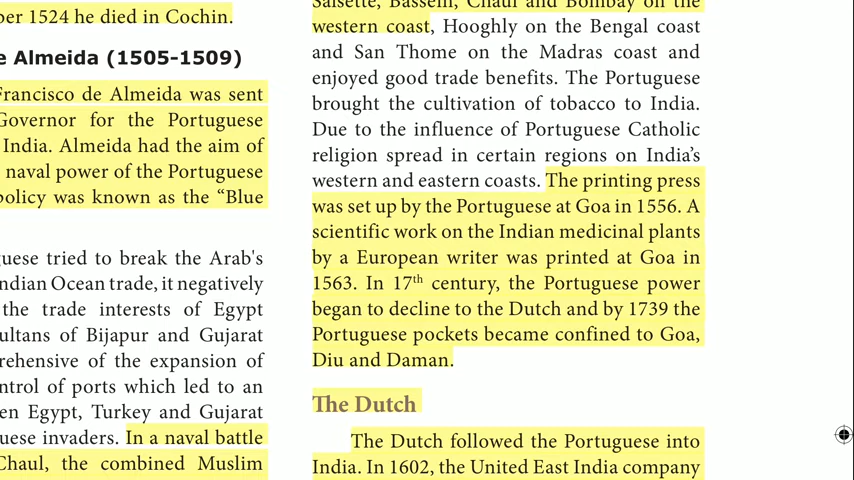 ber 1524 he died in Cochin.
e Almeida (1505-1509)
Francisco de Almeida was sent
Governor for the Portuguese
India. Almeida had the aim of
naval power of the Portuguese
policy was known as the “Blue
guese tried to break the Arab's
ndian Ocean trade, it negatively
the trade interests of Egypt
ultans of Bijapur and Gujarat
rehensive of the expansion of
ntrol of ports which led to an
en Egypt, Turkey and Gujarat
uese invaders. In a naval battle
Chaul, the combined Muslim
Salsette, Bassein, Chaul and Bombay on the
western coast, Hooghly on the Bengal coast
and San Thome on the Madras coast and
enjoyed good trade benefits. The Portuguese
brought the cultivation of tobacco to India.
Due to the influence of Portuguese Catholic
religion spread in certain regions on India’s
western and eastern coasts. The printing press
was set up by the Portuguese at Goa in 1556. A
scientific work on the Indian medicinal plants
by a European writer was printed at Goa in
1563. In 17th century, the Portuguese power
began to decline to the Dutch and by 1739 the
Portuguese pockets became confined to Goa,
Diu and Daman.
The Dutch
The Dutch followed the Portuguese into
India. In 1602, the United East India company